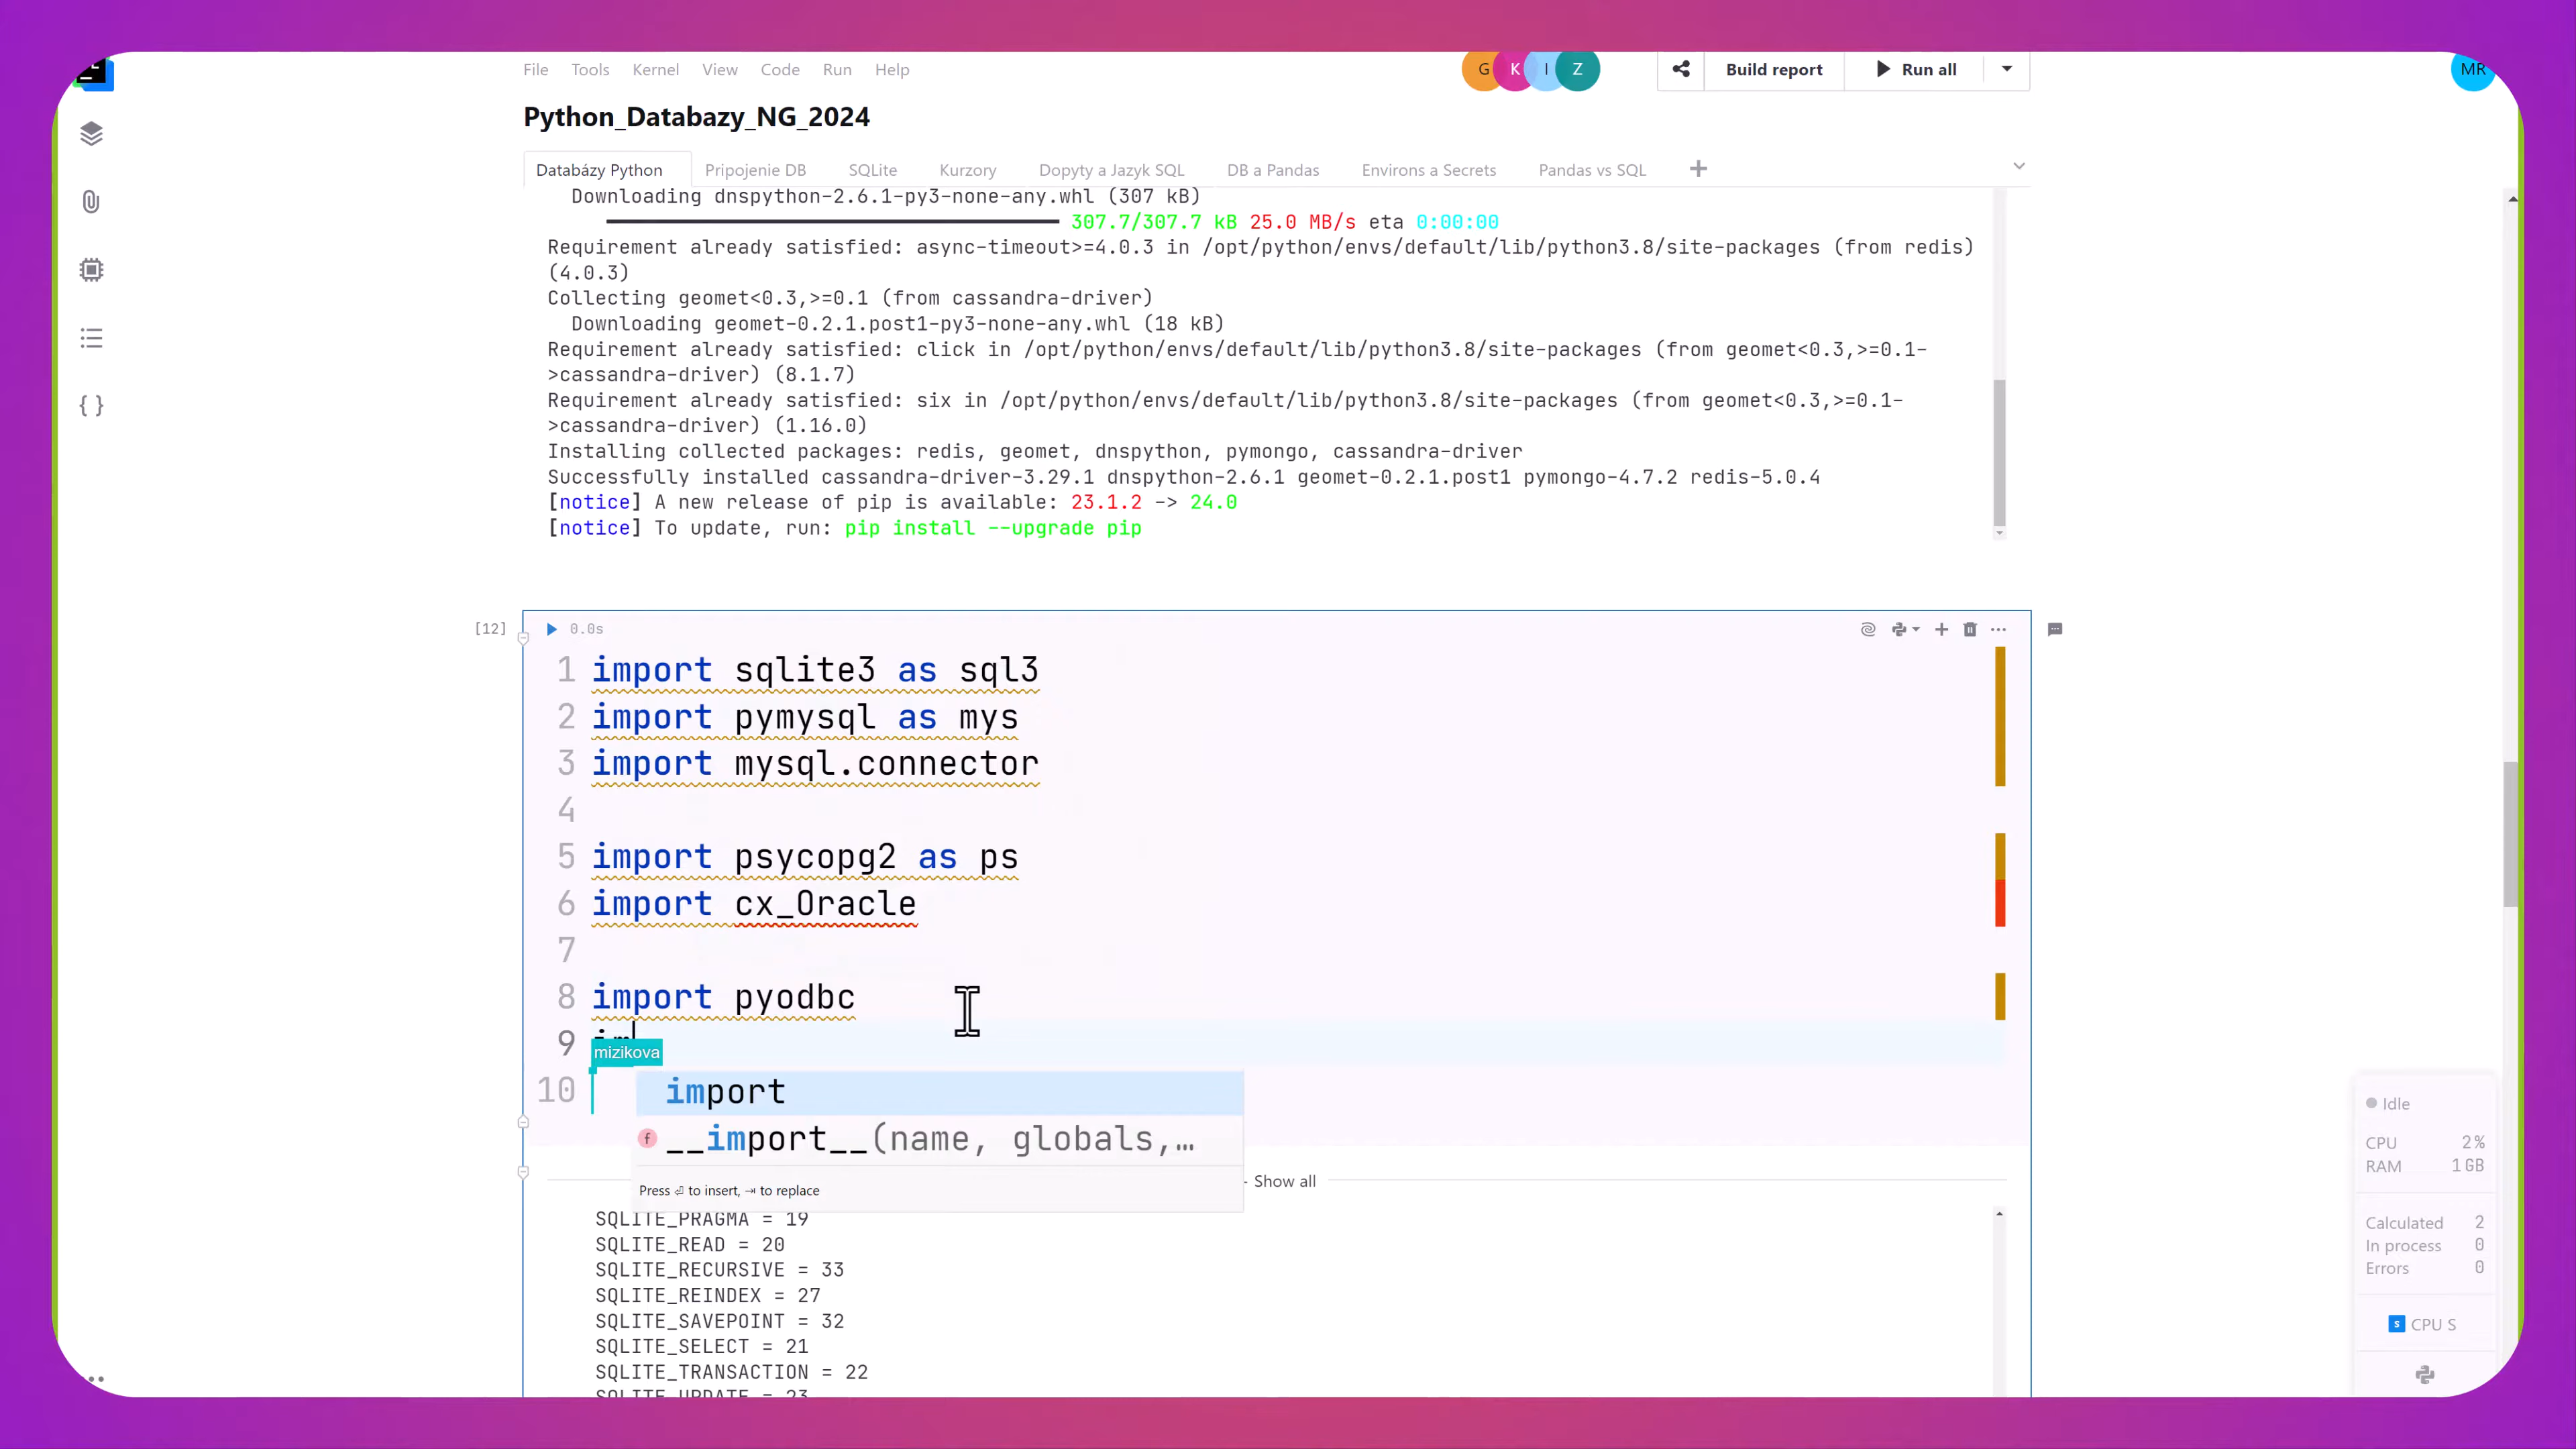 File Tools Kernel View Code Run Help
G K I Z
Build report
Run all
MR
Python_Databazy_NG_2024
Databázy Python Pripojenie DB SQLite Kurzory Dopyty a Jazyk SQL DB a Pandas Environs a Secrets Pandas vs SQL
Downloading dnspython-2.6.1-py3-none-any.whl (307 kB)
307.7/307.7 kB 25.0 MB/s eta 0:00:00
Requirement already satisfied: async-timeout>=4.0.3 in /opt/python/envs/default/lib/python3.8/site-packages (from redis)
(4.0.3)
Collecting geomet<0.3,>=0.1 (from cassandra-driver)
Downloading geomet-0.2.1.post1-py3-none-any.whl (18 kB)
Requirement already satisfied: click in /opt/python/envs/default/lib/python3.8/site-packages (from geomet<0.3,>=0.1-
>cassandra-driver) (8.1.7)
Requirement already satisfied: six in /opt/python/envs/default/lib/python3.8/site-packages (from geomet<0.3,>=0.1-
>cassandra-driver) (1.16.0)
Installing collected packages: redis, geomet, dnspython, pymongo, cassandra-driver
Successfully installed cassandra-driver-3.29.1 dnspython-2.6.1 geomet-0.2.1.post1 pymongo-4.7.2 redis-5.0.4
[notice] A new release of pip is available: 23.1.2 -> 24.0
[notice] To update, run: pip install --upgrade pip
[12] 0.0s
1 import sqlite3 as sql3
2 import pymysql as mys
3 import mysql.connector
4
5 import psycopg2 as ps
6 import cx_Oracle
7
8 import pyodbc
9 im
mizikova
10
import
f __import__(name, globals,…
Press ⏎ to insert, ⇥ to replace
Show all
SQLITE_PRAGMA = 19
SQLITE_READ = 20
SQLITE_RECURSIVE = 33
SQLITE_REINDEX = 27
SQLITE_SAVEPOINT = 32
SQLITE_SELECT = 21
SQLITE_TRANSACTION = 22
SQLITE_UPDATE = 23
Idle
CPU 2%
RAM 1 GB
Calculated 2
In process 0
Errors 0
S CPU S